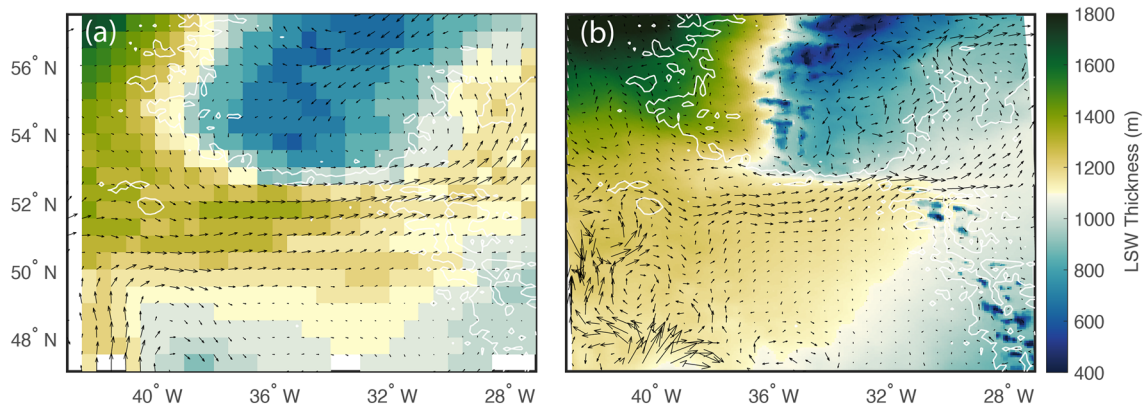 (a)
(b)
56° N
54° N
52° N
50° N
48° N
40° W
36° W
32° W
28° W
40° W
36° W
32° W
28° W
1800
1600
1400
1200
1000
800
600
400
LSW Thickness (m)